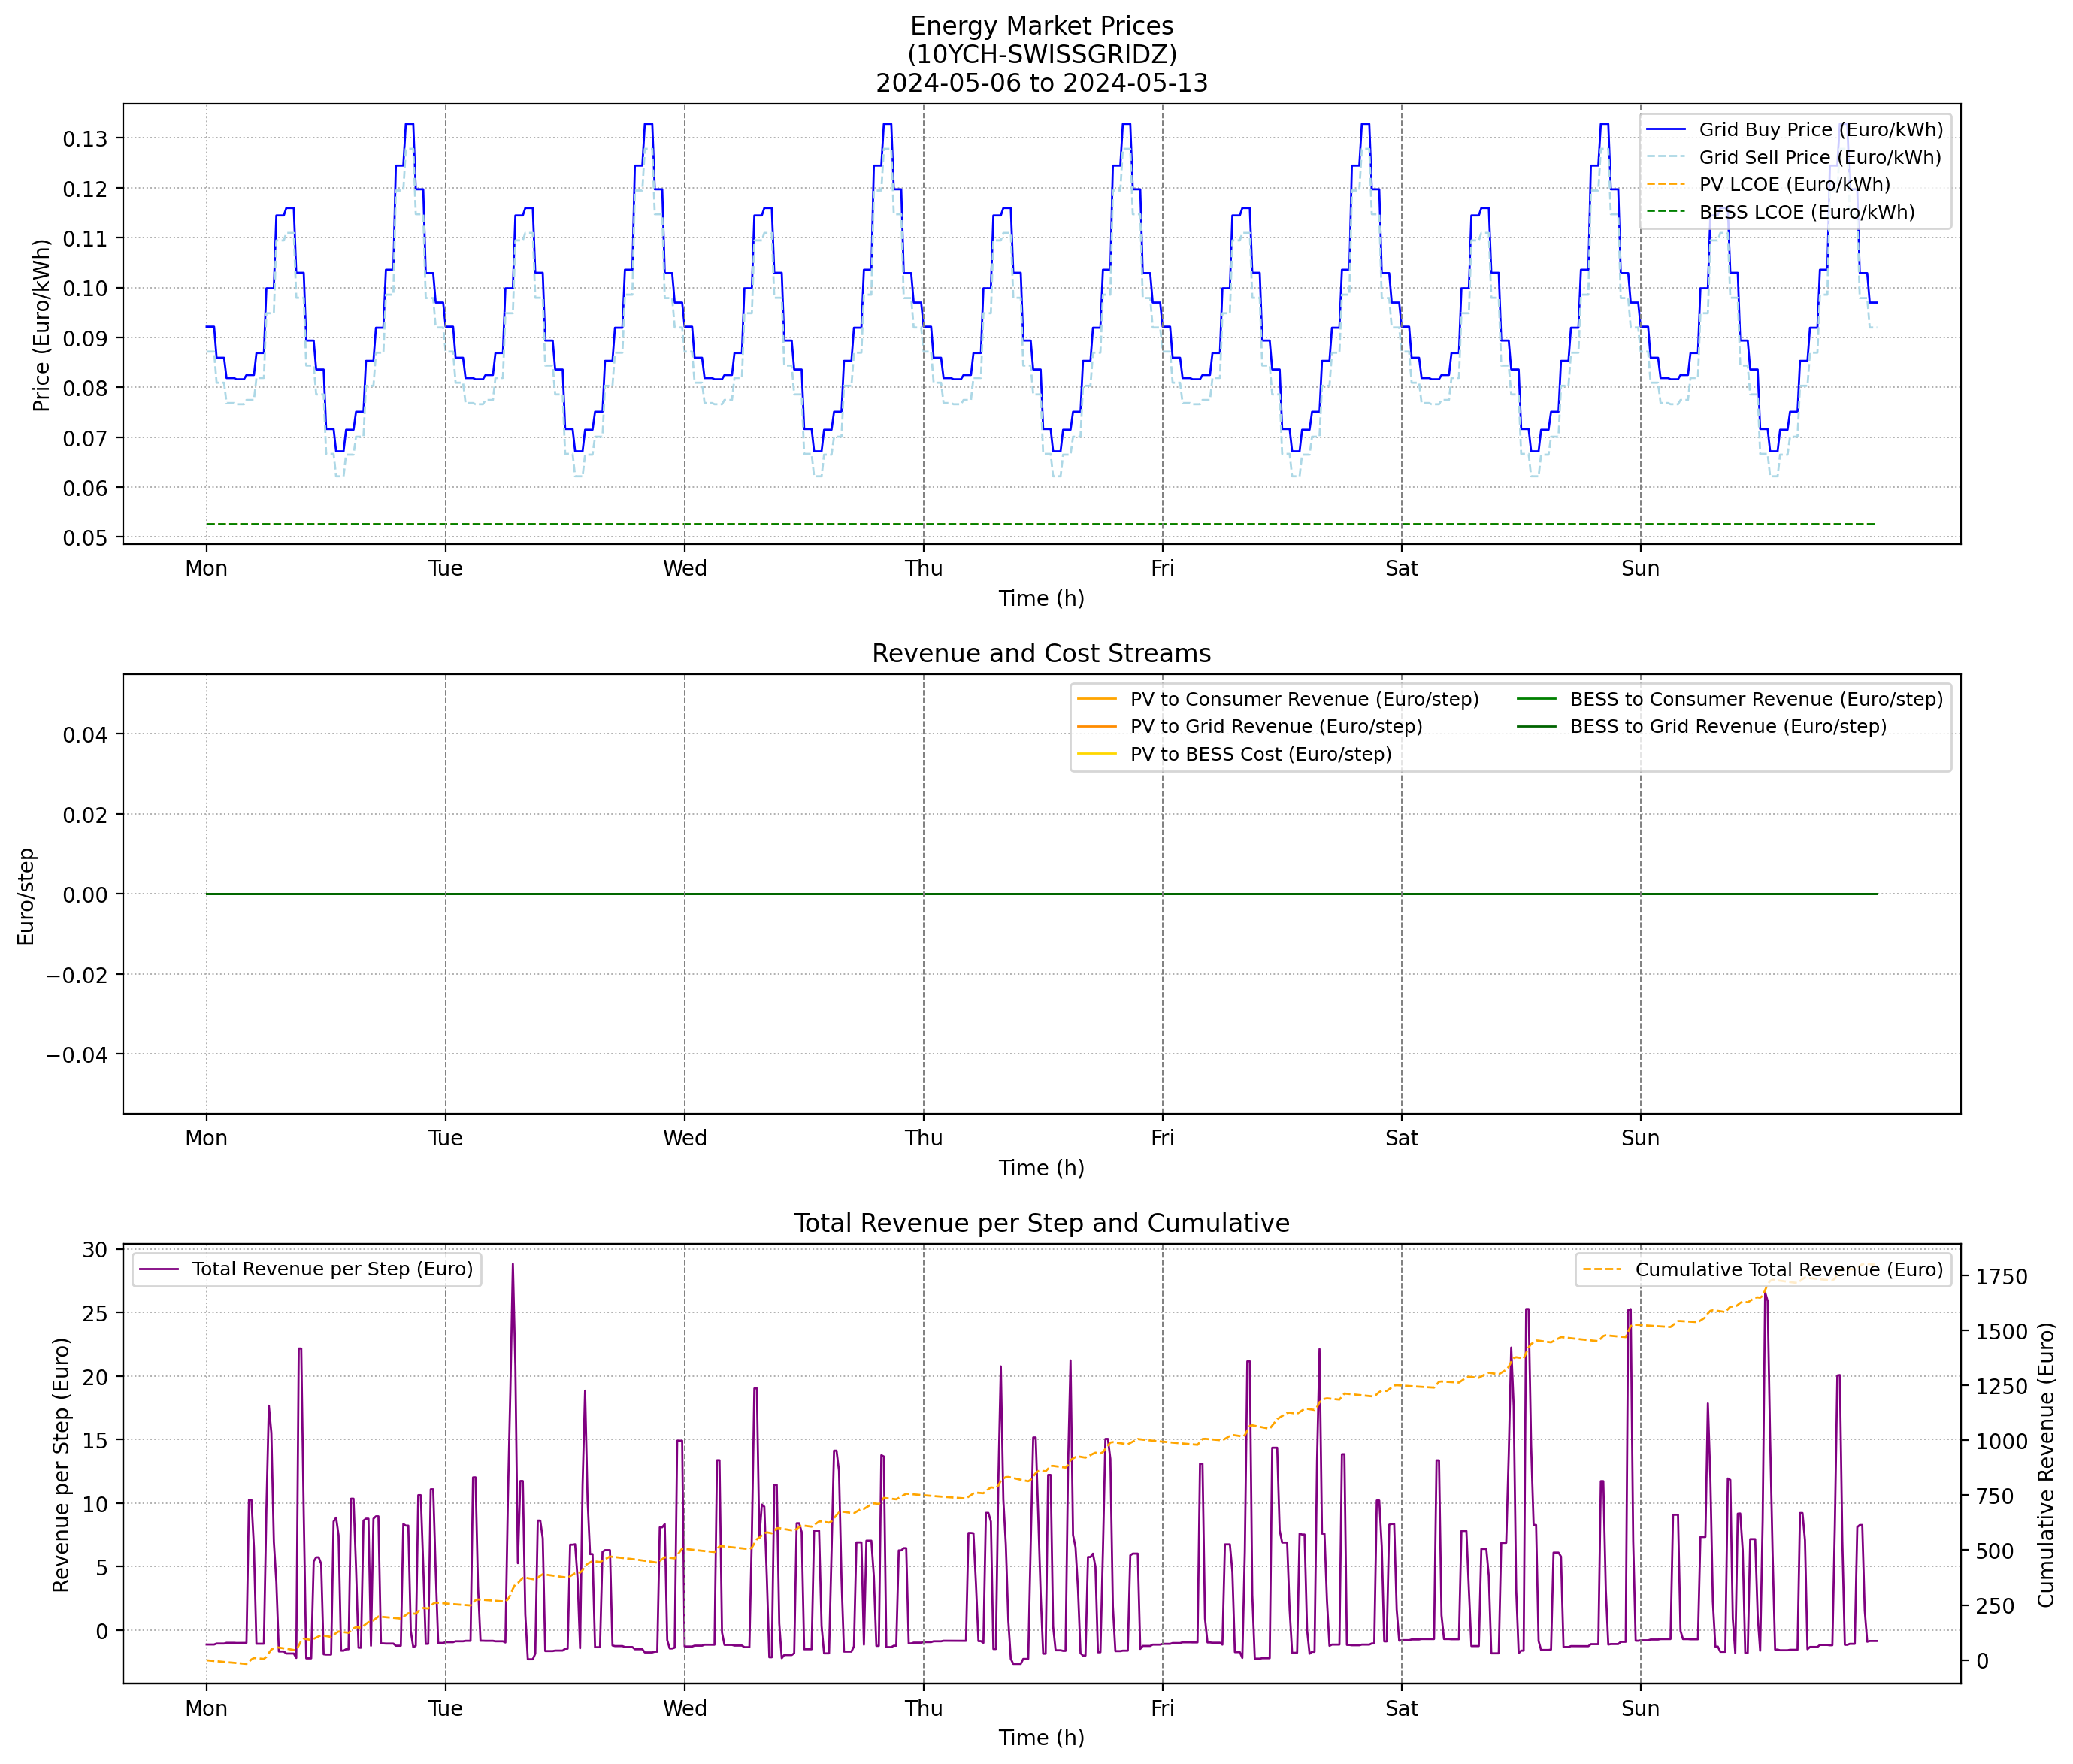 Energy Market Prices
(10YCH-SWISSGRIDZ)
2024-05-06 to 2024-05-13
Price (Euro/kWh)
0.13
0.12
0.11
0.10
0.09
0.08
0.07
0.06
0.05
Grid Buy Price (Euro/kWh)
Grid Sell Price (Euro/kWh)
PV LCOE (Euro/kWh)
BESS LCOE (Euro/kWh)
Mon Tue Wed Thu Fri Sat Sun
Time (h)
Revenue and Cost Streams
Euro/step
0.04
0.02
0.00
−0.02
−0.04
PV to Consumer Revenue (Euro/step)
PV to Grid Revenue (Euro/step)
PV to BESS Cost (Euro/step)
BESS to Consumer Revenue (Euro/step)
BESS to Grid Revenue (Euro/step)
Mon Tue Wed Thu Fri Sat Sun
Time (h)
Total Revenue per Step and Cumulative
Revenue per Step (Euro)
30
25
20
15
10
5
0
Total Revenue per Step (Euro)
Cumulative Total Revenue (Euro)
1750
1500
1250
1000
750
500
250
0
Cumulative Revenue (Euro)
Mon Tue Wed Thu Fri Sat Sun
Time (h)